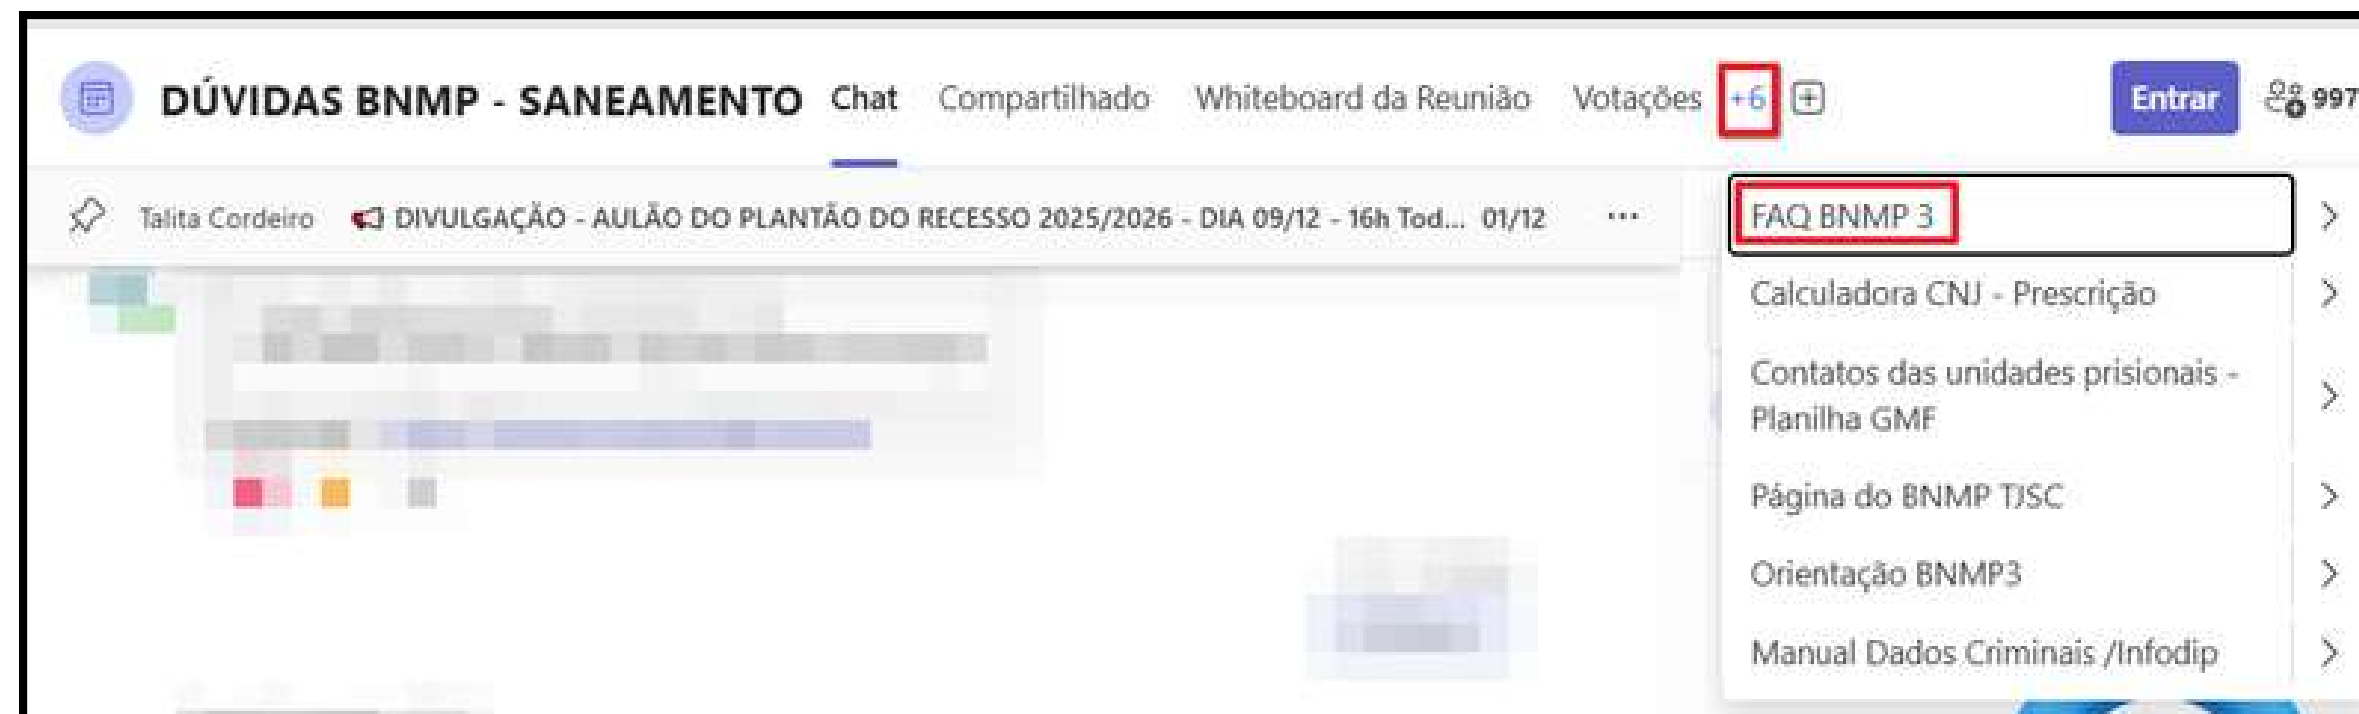 DÚVIDAS BNMP - SANEAMENTO Chat Compartilhado Whiteboard da Reunião Votações +6 Entrar 997
Talita Cordeiro DIVULGAÇÃO - AULÃO DO PLANTÃO DO RECESSO 2025/2026 - DIA 09/12 - 16h Tod... 01/12 ...
FAQ BNMP 3
Calculadora CNJ - Prescrição
Contatos das unidades prisionais -
Planilha GMF
Página do BNMP TJSC
Orientação BNMP3
Manual Dados Criminais /Infodip